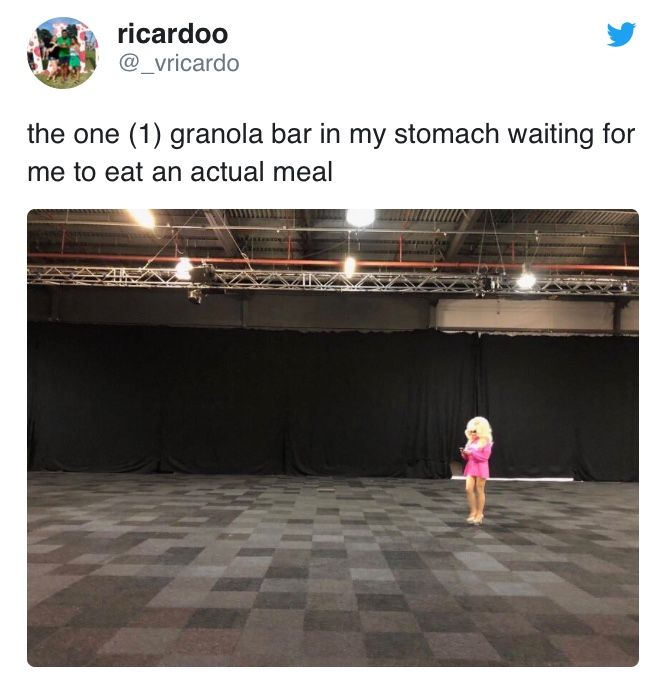 ricardoo
@_vricardo
the one (1) granola bar in my stomach waiting for
me to eat an actual meal